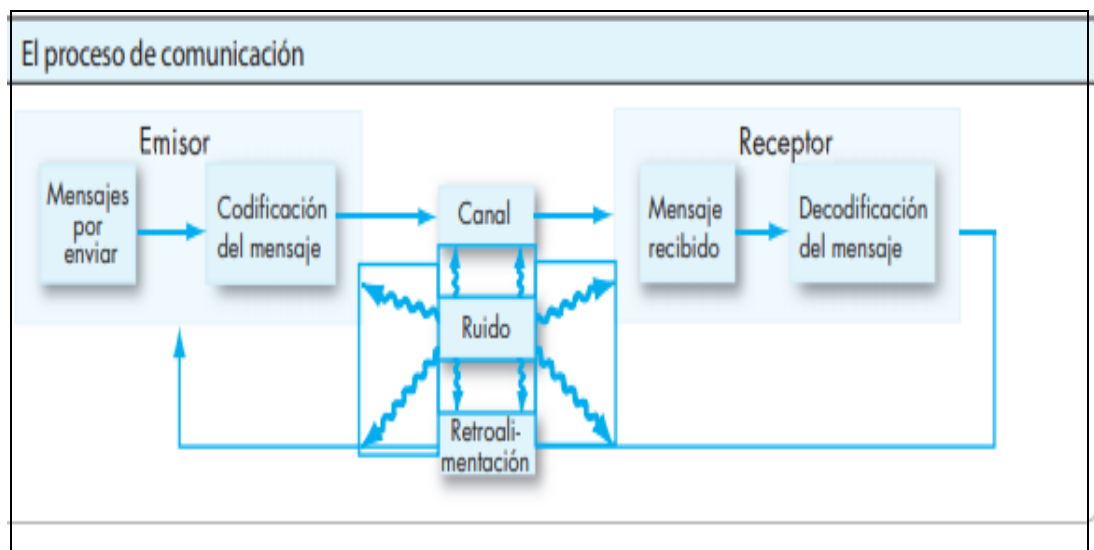 El proceso de comunicación
Emisor
Mensajes
por
enviar
Codificación
del mensaje
Canal
Receptor
Mensaje
recibido
Decodificación
del mensaje
Ruido
Retroali-
mentación